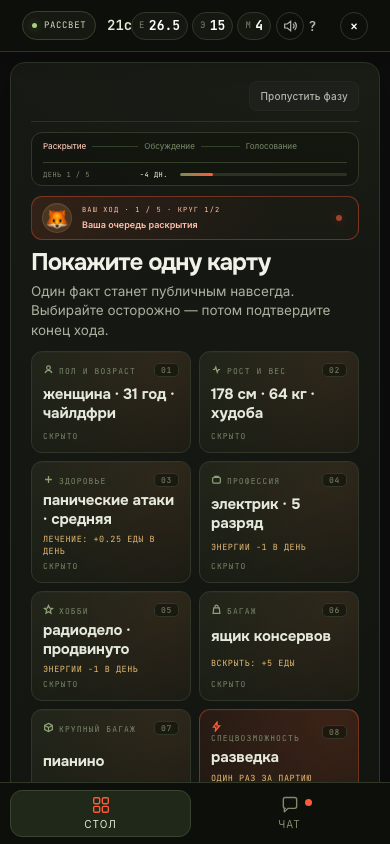 РАССВЕТ 21с Е 26.5 Э 15 М 4 ? ×
Пропустить фазу
Раскрытие Обсуждение Голосование
ДЕНЬ 1 / 5 -4 ДН.
ВАШ ХОД · 1 / 5 · КРУГ 1/2
Ваша очередь раскрытия
Покажите одну карту
Один факт станет публичным навсегда.
Выбирайте осторожно — потом подтвердите
конец хода.
ПОЛ И ВОЗРАСТ 01
женщина · 31 год ·
чайлдфри
СКРЫТО
РОСТ И ВЕС 02
178 см · 64 кг ·
худоба
СКРЫТО
ЗДОРОВЬЕ 03
панические атаки
· средняя
ЛЕЧЕНИЕ: +0.25 ЕДЫ В
ДЕНЬ
СКРЫТО
ПРОФЕССИЯ 04
электрик · 5
разряд
ЭНЕРГИИ -1 В ДЕНЬ
СКРЫТО
ХОББИ 05
радиодело ·
продвинуто
ЭНЕРГИИ -1 В ДЕНЬ
СКРЫТО
БАГАЖ 06
ящик консервов
ВСКРЫТЬ: +5 ЕДЫ
СКРЫТО
КРУПНЫЙ БАГАЖ 07
пианино
СПЕЦВОЗМОЖНОСТЬ 08
разведка
ОДИН РАЗ ЗА ПАРТИЮ
СТОЛ
ЧАТ